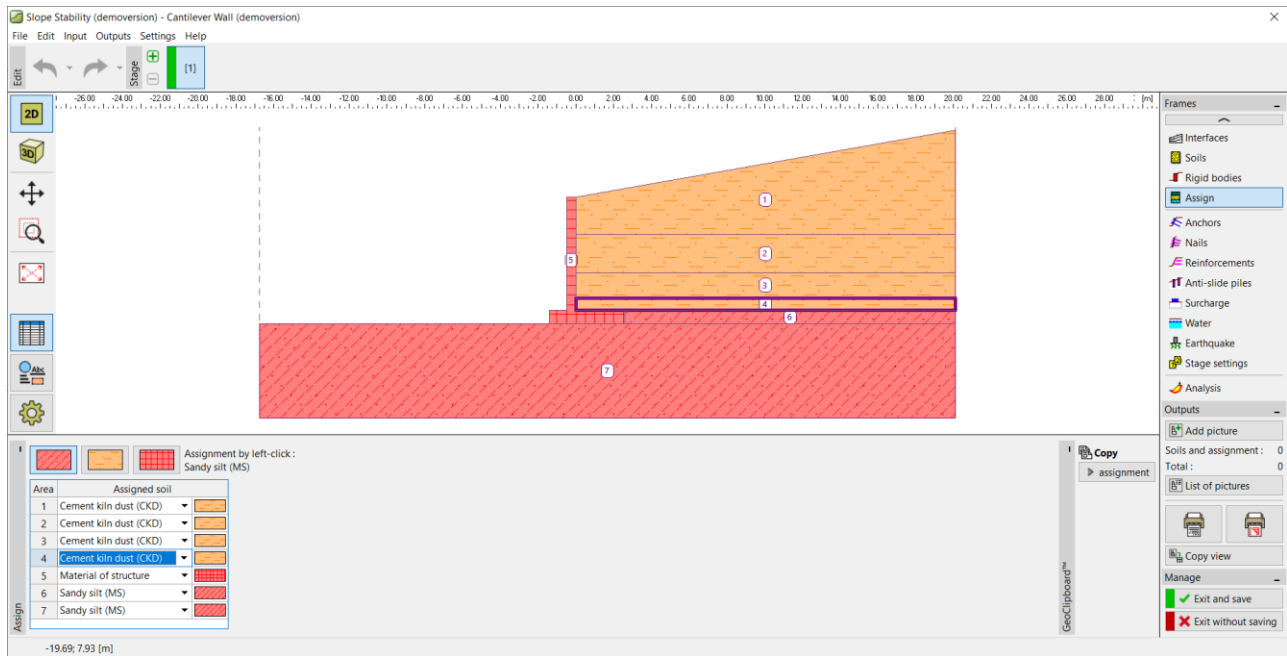 Slope Stability (demoversion) - Cantilever Wall (demoversion)
File Edit Input Outputs Settings Help
Edit
Stage
[1]
-26.00 -24.00 -22.00 -20.00 -18.00 -16.00 -14.00 -12.00 -10.00 -8.00 -6.00 -4.00 -2.00 0.00 2.00 4.00 6.00 8.00 10.00 12.00 14.00 16.00 18.00 20.00 22.00 24.00 26.00 28.00 [m]
2D
3D
Abc
1
2
3
4
5
6
7
Frames
Interfaces
Soils
Rigid bodies
Assign
Anchors
Nails
Reinforcements
Anti-slide piles
Surcharge
Water
Earthquake
Stage settings
Analysis
Outputs
Add picture
Soils and assignment : 0
Total : 0
List of pictures
Copy view
Manage
Exit and save
Exit without saving
Assignment by left-click :
Sandy silt (MS)
Area Assigned soil
1 Cement kiln dust (CKD)
2 Cement kiln dust (CKD)
3 Cement kiln dust (CKD)
4 Cement kiln dust (CKD)
5 Material of structure
6 Sandy silt (MS)
7 Sandy silt (MS)
Assign
GeoClipboard™
Copy
assignment
-19.69; 7.93 [m]